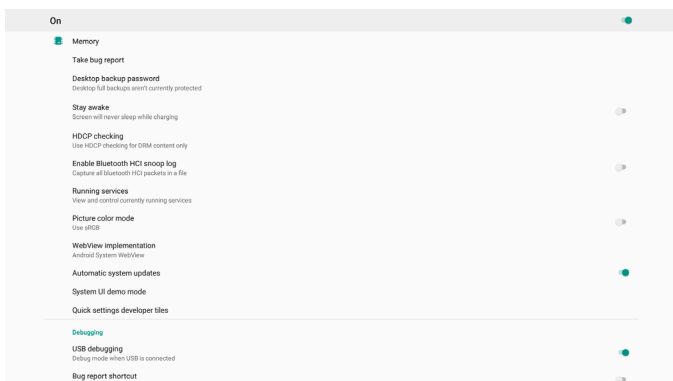 On
Memory
Take bug report
Desktop backup password
Desktop full backups aren't currently protected
Stay awake
Screen will never sleep while charging
HDCP checking
Use HDCP checking for DRM content only
Enable Bluetooth HCI snoop log
Capture all bluetooth HCI packets in a file
Running services
View and control currently running services
Picture color mode
Use sRGB
WebView implementation
Android System WebView
Automatic system updates
System UI demo mode
Quick settings developer tiles
Debugging
USB debugging
Debug mode when USB is connected
Bug report shortcut